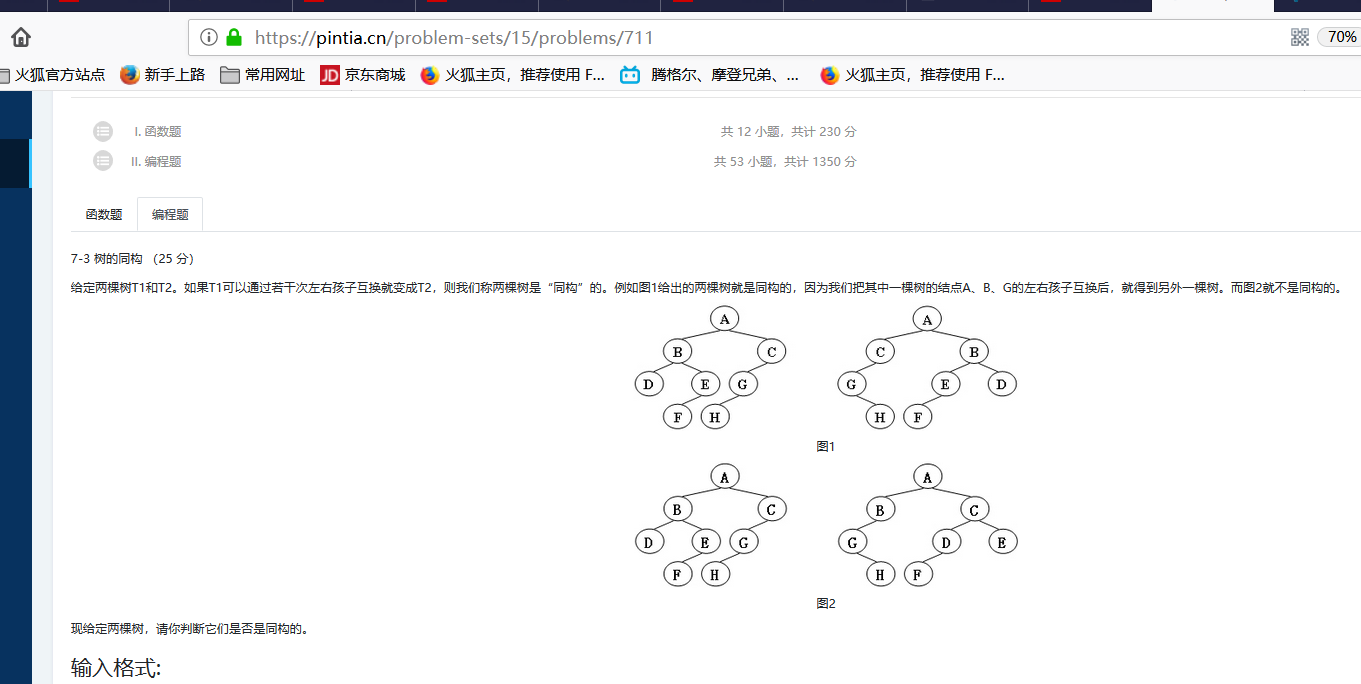 https://pintia.cn/problem-sets/15/problems/711
70%
火狐官方站点 新手上路 常用网址 JD 京东商城 火狐主页，推荐使用 F... 腾格尔、摩登兄弟、... 火狐主页，推荐使用 F...
I. 函数题 共 12 小题，共计 230 分
II. 编程题 共 53 小题，共计 1350 分
函数题 编程题
7-3 树的同构 （25 分）
给定两棵树T1和T2。如果T1可以通过若干次左右孩子互换就变成T2，则我们称两棵树是“同构”的。例如图1给出的两棵树就是同构的，因为我们把其中一棵树的结点A、B、G的左右孩子互换后，就得到另外一棵树。而图2就不是同构的。
A A
B C C B
D E G G E D
F H H F
图1
A A
B C B C
D E G G D E
F H H F
图2
现给定两棵树，请你判断它们是否是同构的。
输入格式: